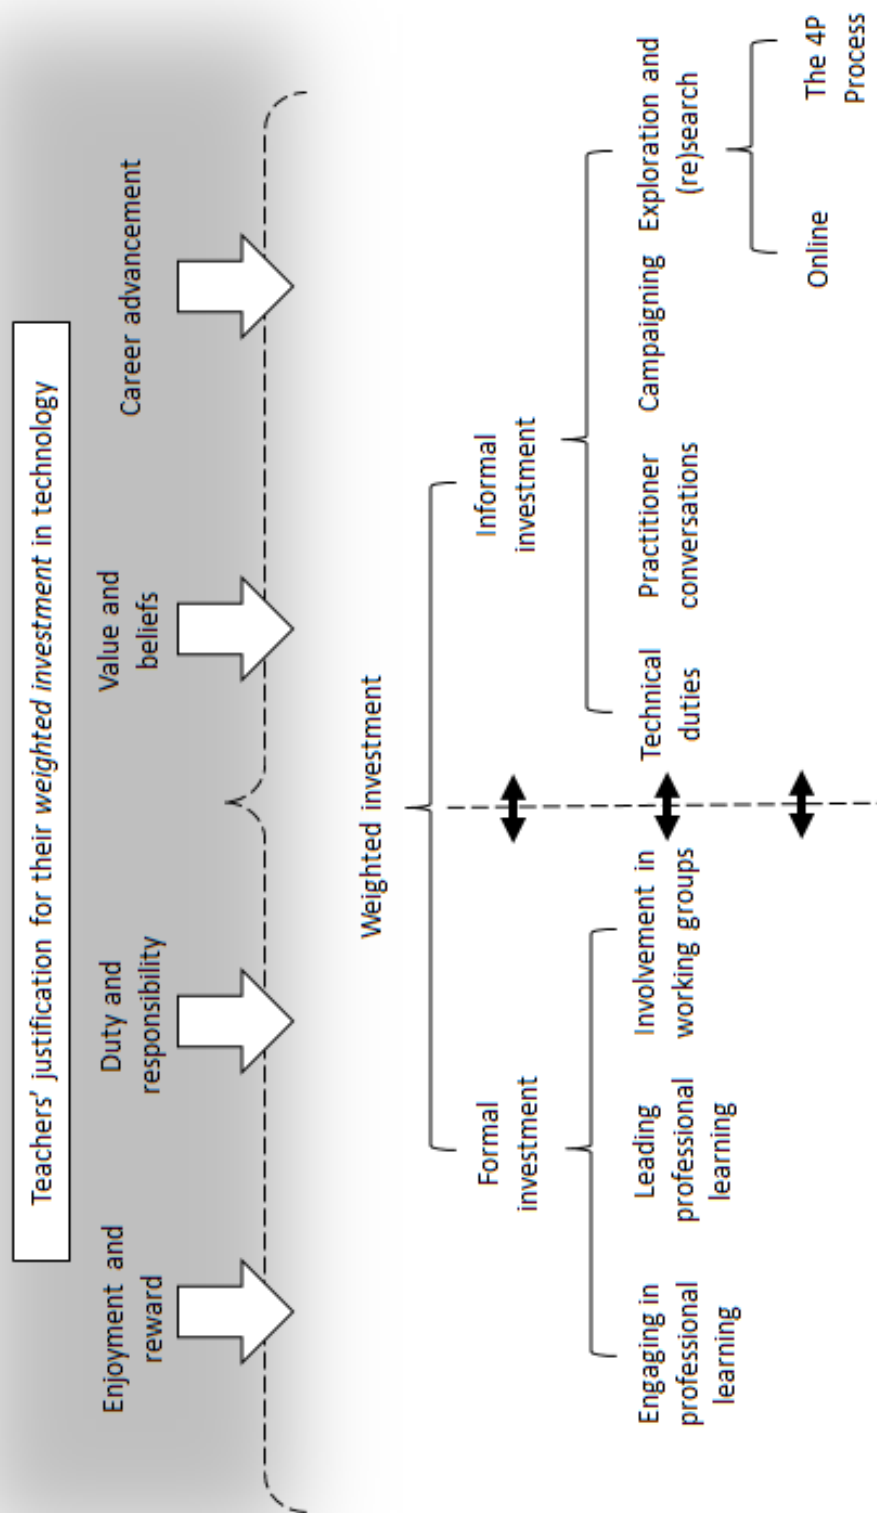 Teachers’ justification for their weighted investment in technology
Enjoyment and
reward
Duty and
responsibility
Value and
beliefs
Career advancement
Weighted investment
Formal
investment
Informal
investment
Engaging in
professional
learning
Leading
professional
learning
Involvement in
working groups
Technical
duties
Practitioner
conversations
Campaigning
Exploration and
(re)search
Online
The 4P
Process